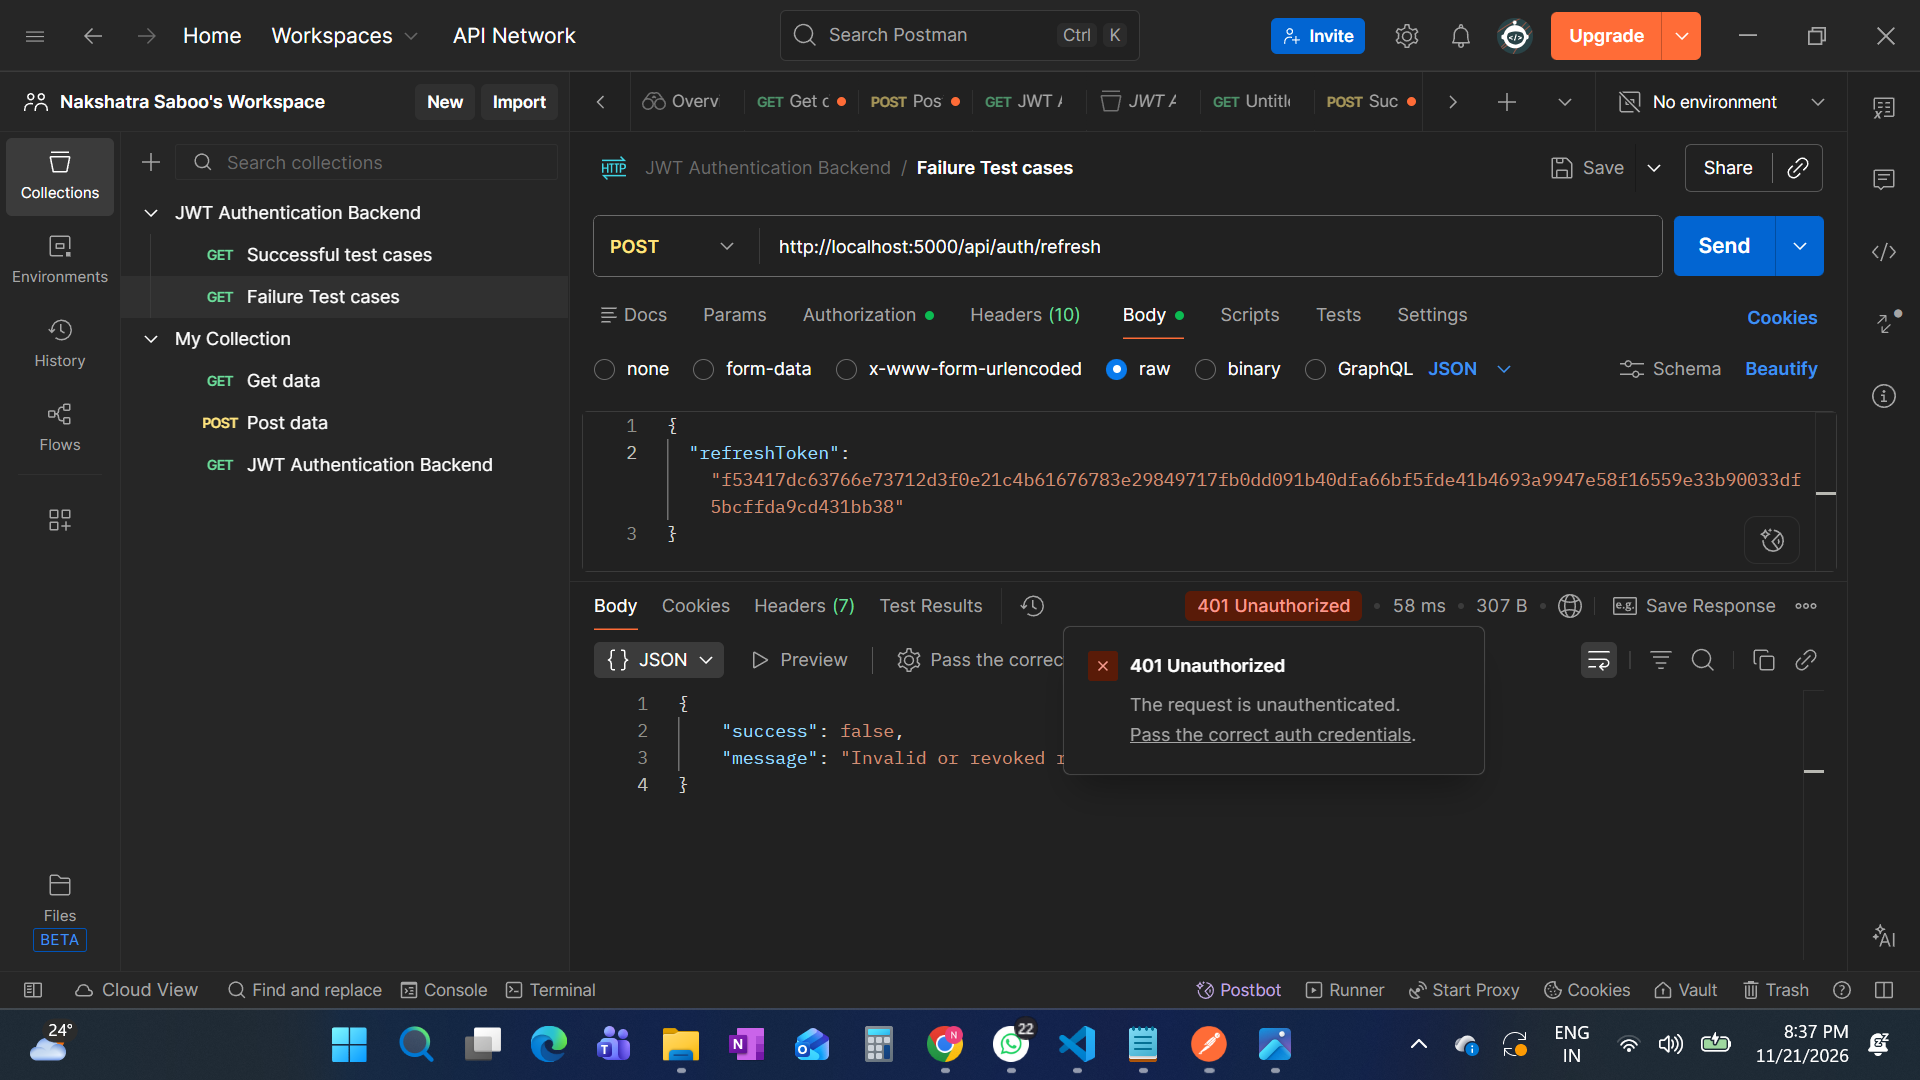 Home
Workspaces
API Network
Search Postman
Ctrl K
Invite
Upgrade
Nakshatra Saboo's Workspace
New
Import
Overv
GET Get c
POST Pos
GET JWT A
JWT A
GET Untitl
POST Suc
No environment
Collections
Environments
History
Flows
Files
BETA
Search collections
JWT Authentication Backend
GET Successful test cases
GET Failure Test cases
My Collection
GET Get data
POST Post data
GET JWT Authentication Backend
HTTP JWT Authentication Backend / Failure Test cases
Save
Share
POST
http://localhost:5000/api/auth/refresh
Send
Docs
Params
Authorization
Headers (10)
Body
Scripts
Tests
Settings
Cookies
none
form-data
x-www-form-urlencoded
raw
binary
GraphQL
JSON
Schema
Beautify
1 {
2 "refreshToken":
"f53417dc63766e73712d3f0e21c4b61676783e29849717fb0dd091b40dfa66bf5fde41b4693a9947e58f16559e33b90033df
5bcffda9cd431bb38"
3 }
Body
Cookies
Headers (7)
Test Results
401 Unauthorized
58 ms
307 B
e.g.
Save Response
{} JSON
Preview
Pass the correc
401 Unauthorized
The request is unauthenticated.
Pass the correct auth credentials.
1 {
2 "success": false,
3 "message": "Invalid or revoked r
4 }
Cloud View
Find and replace
Console
Terminal
Postbot
Runner
Start Proxy
Cookies
Vault
Trash
AI
24°
22
ENG
IN
8:37 PM
11/21/2026